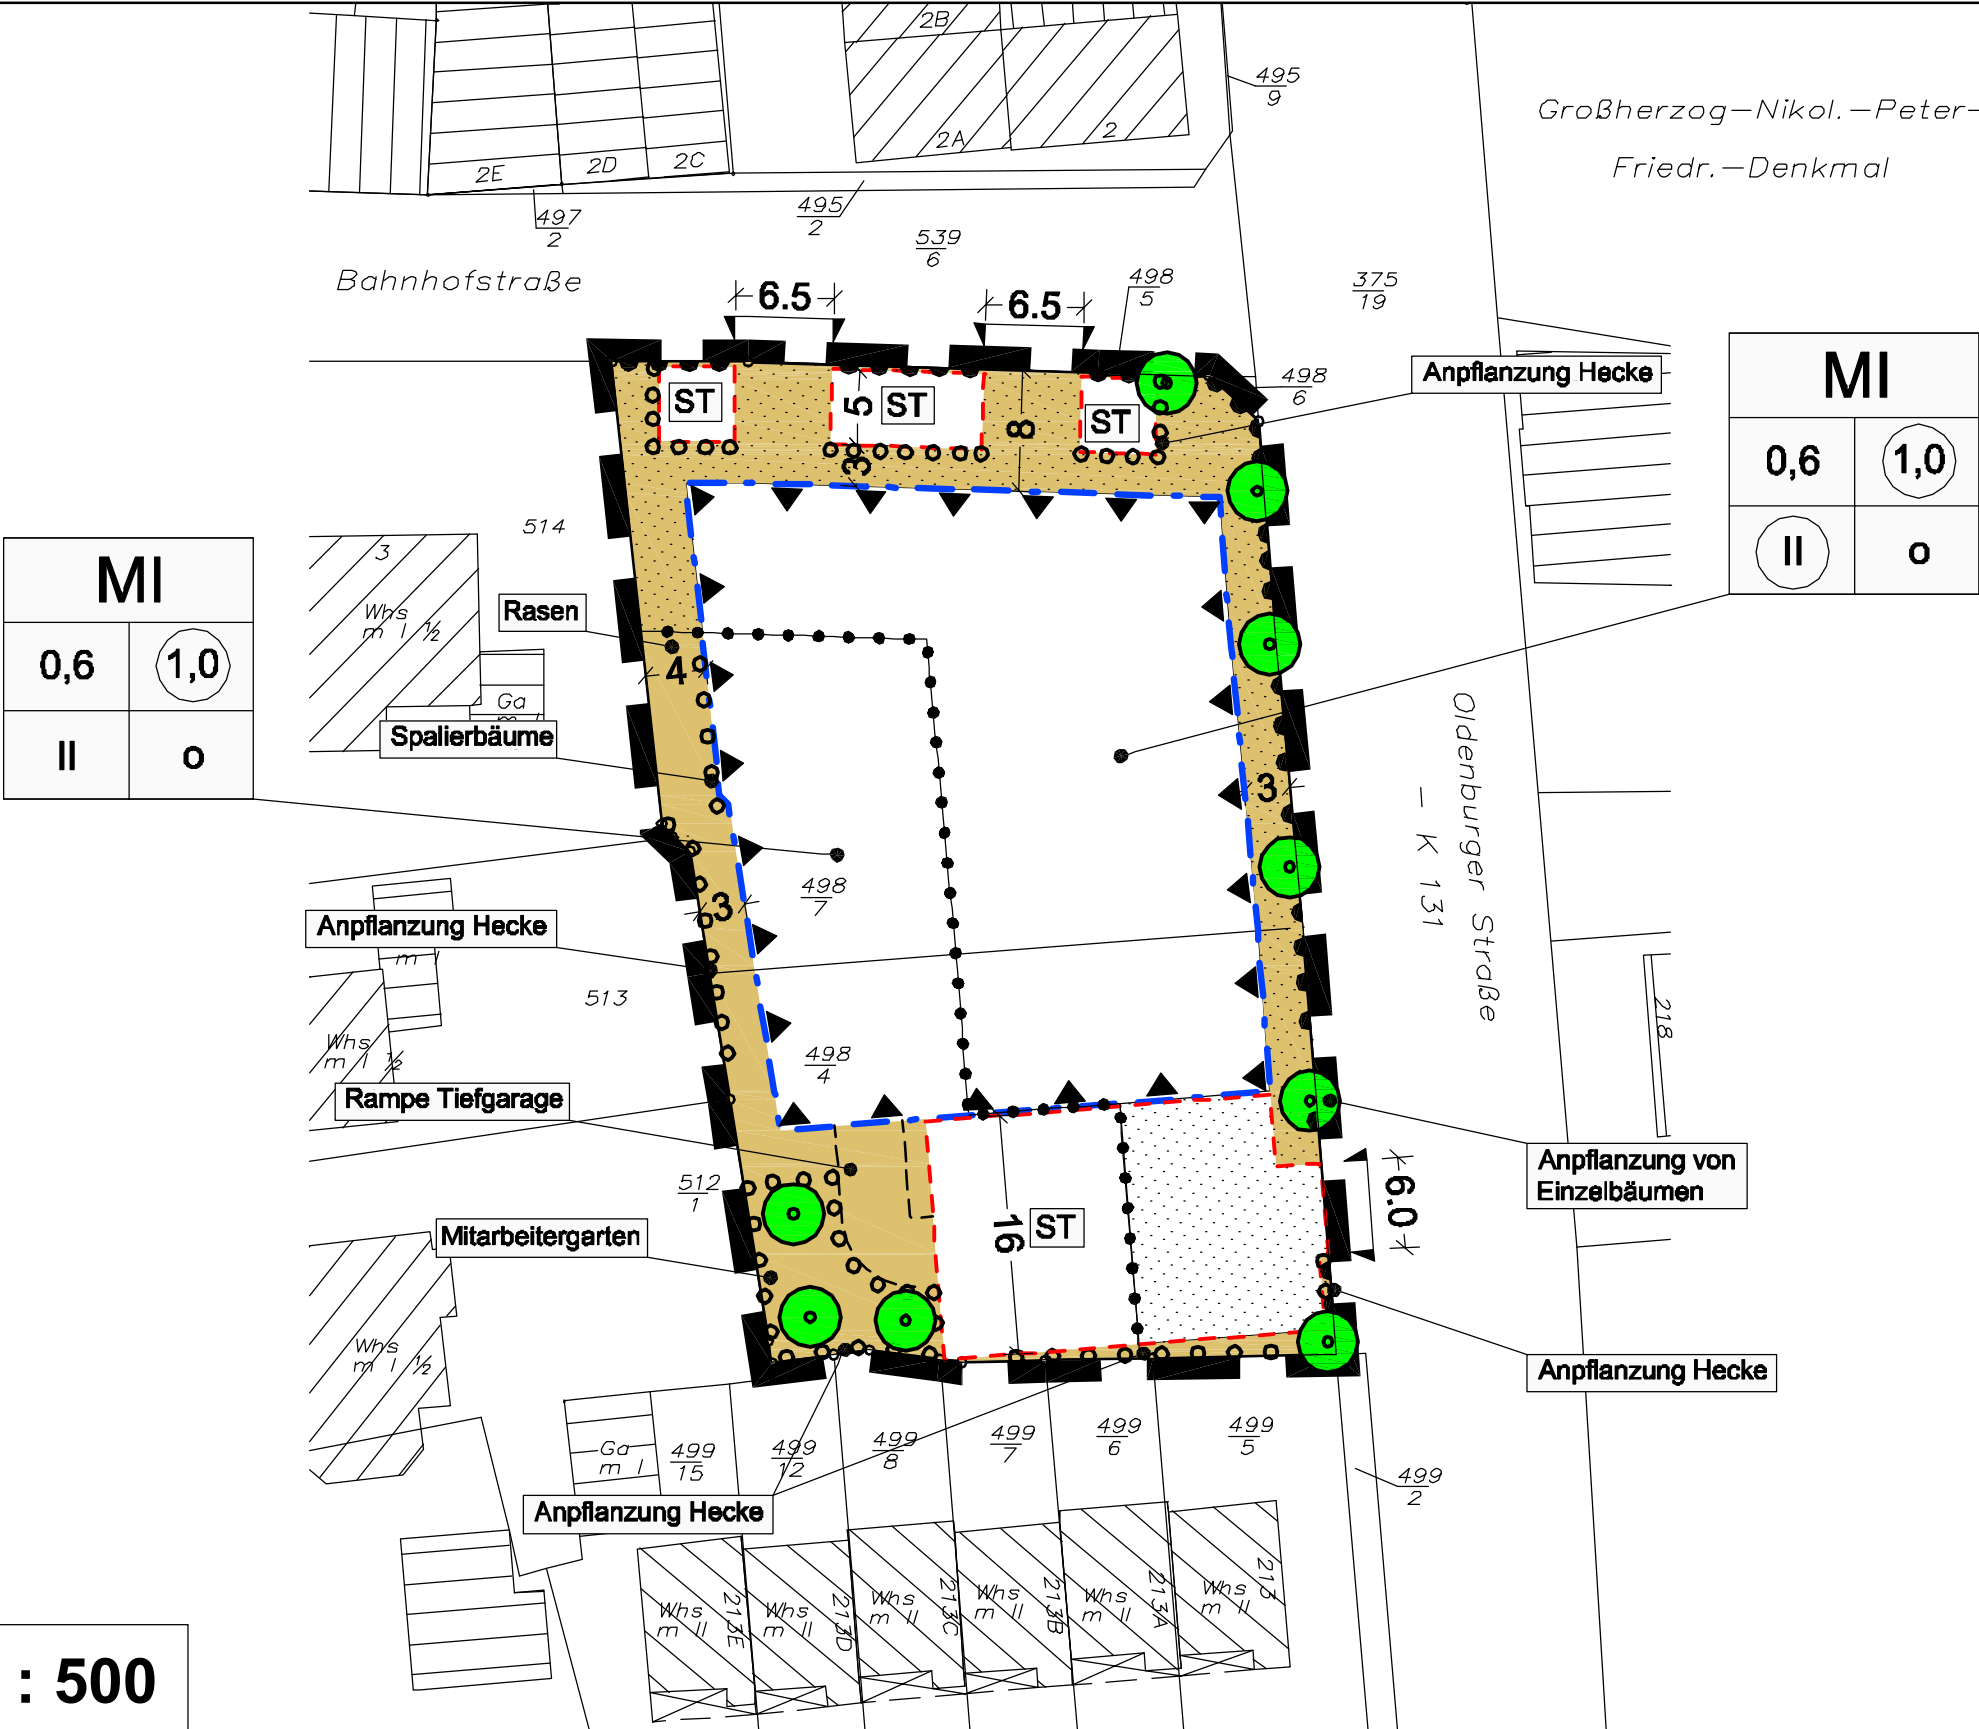 2B
495
9
Großherzog-Nikol.-Peter-
Friedr.-Denkmal
2A
2
2E
2D
2C
497
2
495
2
539
6
Bahnhofstraße
6.5
6.5
498
5
375
19
Anpflanzung Hecke
498
6
MI
0,6
1,0
II
o
ST
5
ST
8
ST
3
514
MI
0,6
1,0
II
o
3
Whs
m I ½
Rasen
4
Ga
m I
Spalierbäume
3
Oldenburger Straße
- K 131
498
7
3
Anpflanzung Hecke
m I
513
218
Whs
m I ½
498
4
Rampe Tiefgarage
Anpflanzung von
Einzelbäumen
512
1
6.0
16
ST
Mitarbeitergarten
Whs
m I ½
Anpflanzung Hecke
Ga
m I
499
15
499
12
499
8
499
7
499
6
499
5
499
2
Anpflanzung Hecke
Whs
m II
213E
Whs
m II
213D
Whs
m II
213C
Whs
m II
213B
Whs
m II
213A
Whs
m II
213
: 500